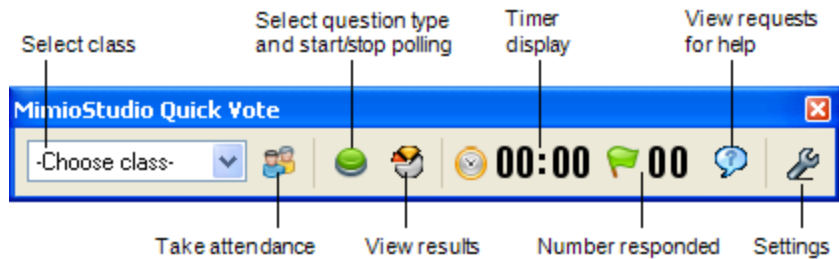 Select class
Select question type
and start/stop polling
Timer
display
View requests
for help
MimioStudio Quick Vote
-Choose class-
00:00
00
Take attendance
View results
Number responded
Settings